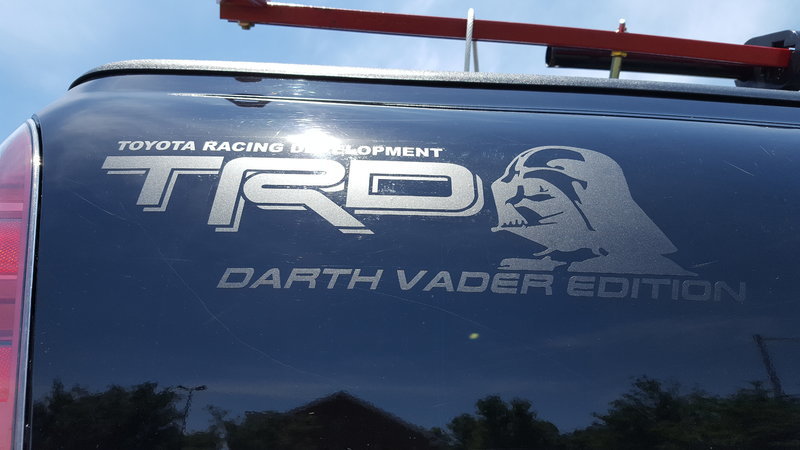 TOYOTA RACING DEVELOPMENT
TRD
DARTH VADER EDITION